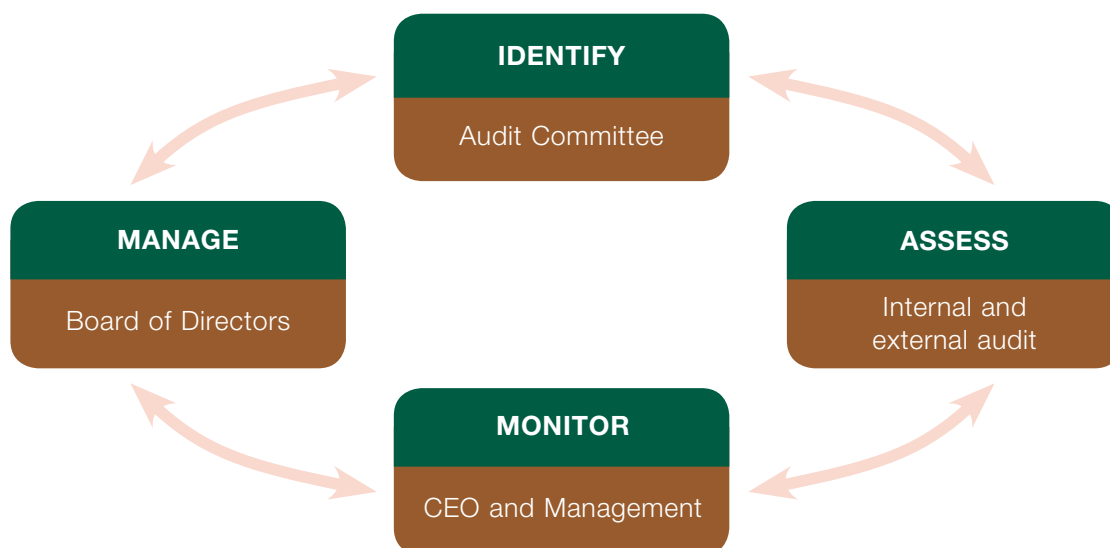 IDENTIFY
Audit Committee
MANAGE
Board of Directors
ASSESS
Internal and
external audit
MONITOR
CEO and Management